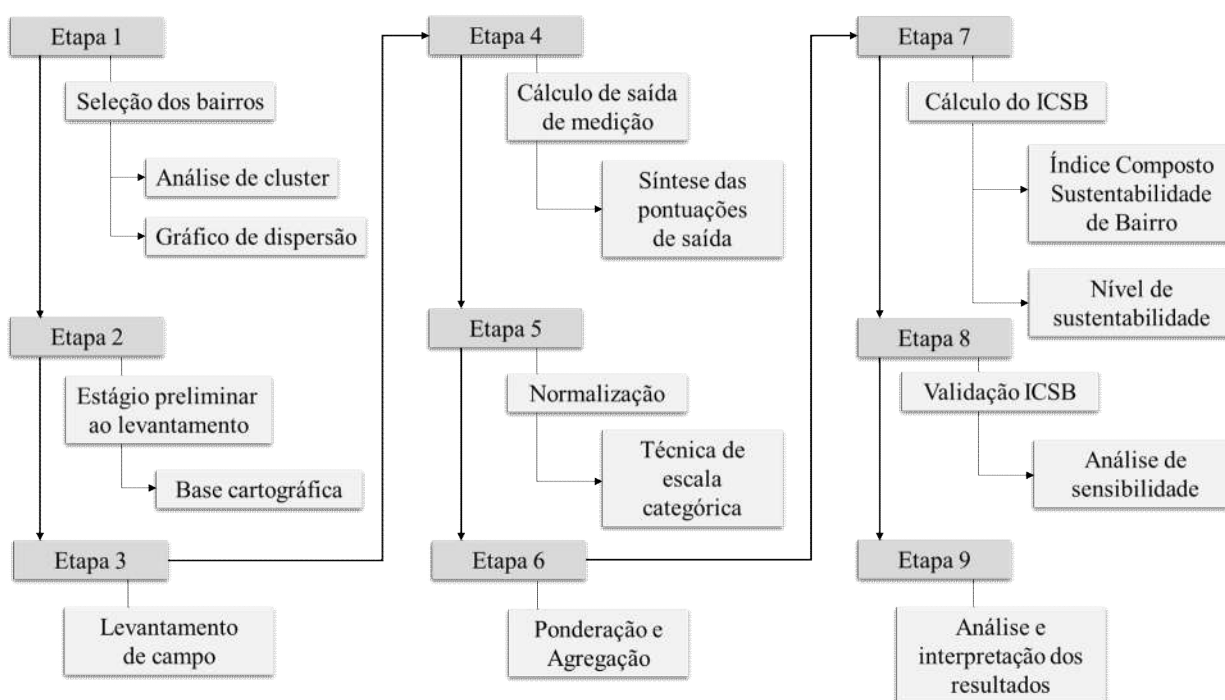 Etapa 1
Seleção dos bairros
Análise de cluster
Gráfico de dispersão
Etapa 2
Estágio preliminar
ao levantamento
Base cartográfica
Etapa 3
Levantamento
de campo
Etapa 4
Cálculo de saída
de medição
Síntese das
pontuações
de saída
Etapa 5
Normalização
Técnica de
escala
categórica
Etapa 6
Ponderação e
Agregação
Etapa 7
Cálculo do ICSB
Índice Composto
Sustentabilidade
de Bairro
Nível de
sustentabilidade
Etapa 8
Validação ICSB
Análise de
sensibilidade
Etapa 9
Análise e
interpretação dos
resultados